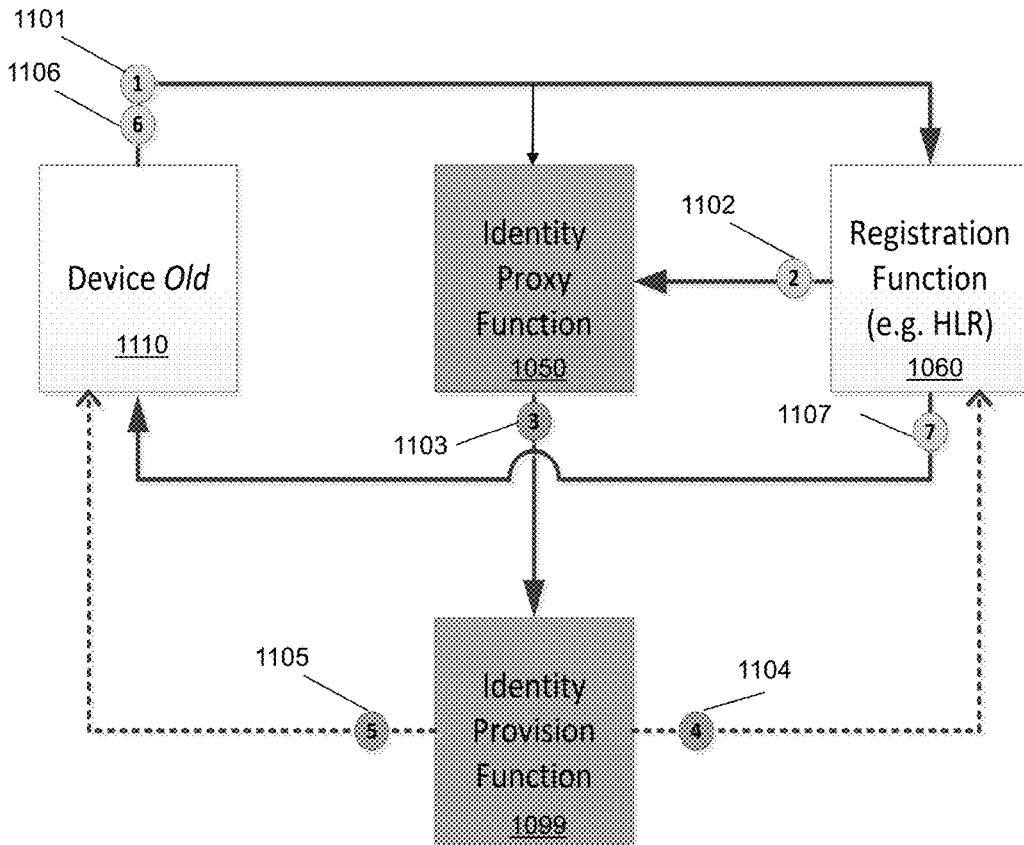 1101
1106
1
6
Device Old
1110
Identity
Proxy
Function
1050
1102
2
Registration
Function
(e.g. HLR)
1060
1103
3
1107
7
1105
5
Identity
Provision
Function
1099
1104
4